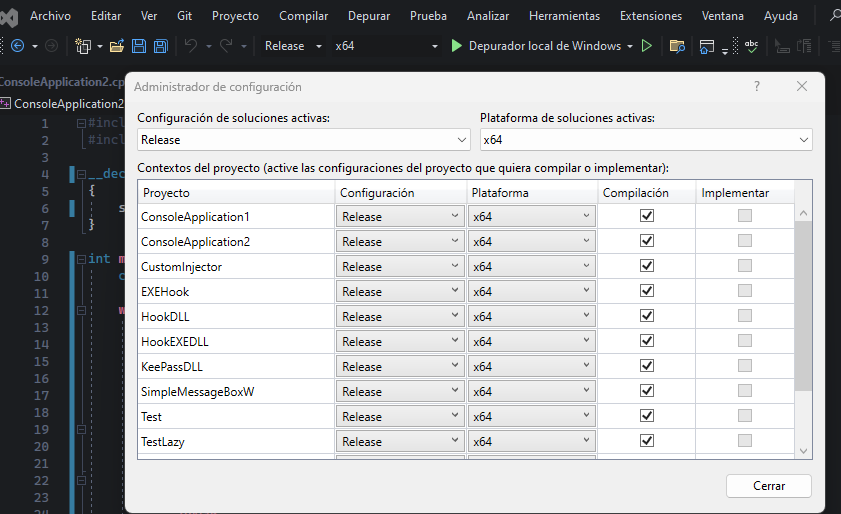 Archivo Editar Ver Git Proyecto Compilar Depurar Prueba Analizar Herramientas Extensiones Ventana Ayuda
Release x64 Depurador local de Windows abc
ConsoleApplication2.cp
ConsoleApplication2
Administrador de configuración ?
Configuración de soluciones activas: Plataforma de soluciones activas:
Release x64
Contextos del proyecto (active las configuraciones del proyecto que quiera compilar o implementar):
Proyecto Configuración Plataforma Compilación Implementar
ConsoleApplication1 Release x64
ConsoleApplication2 Release x64
CustomInjector Release x64
EXEHook Release x64
HookDLL Release x64
HookEXEDLL Release x64
KeePassDLL Release x64
SimpleMessageBoxW Release x64
Test Release x64
TestLazy Release x64
Cerrar
1 #incl
2 #incl
3
4 __dec
5 {
6 s
7 }
8
9 int m
10 c
11
12 w
13
14
15
16
17
18
19
20
21
22
23
24